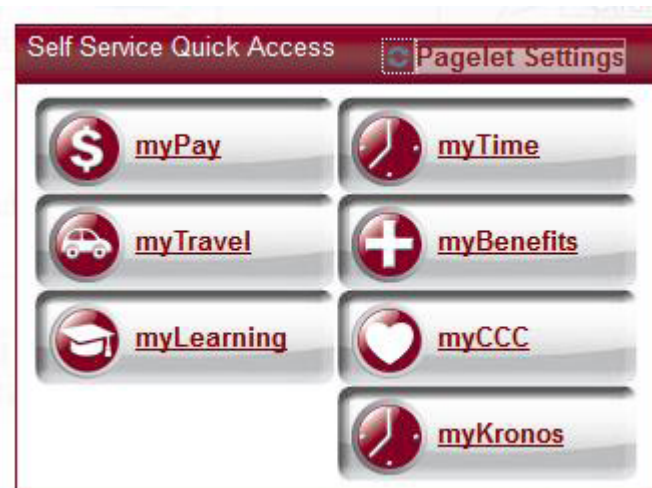 Self Service Quick Access
Pagelet Settings
myPay
myTime
myTravel
myBenefits
myLearning
myCCC
myKronos